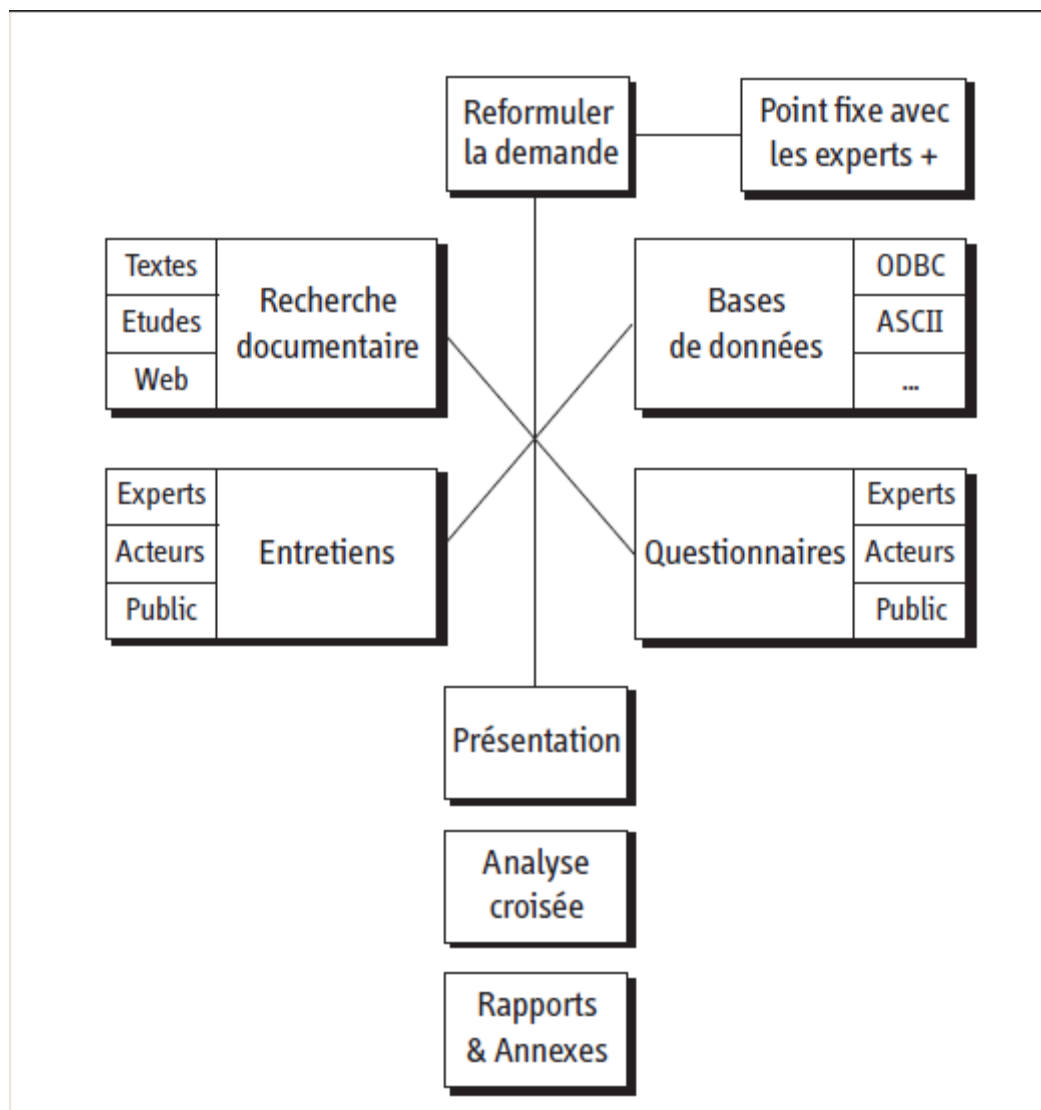 Reformuler
la demande
Point fixe avec
les experts +
Textes
Etudes
Web
Recherche
documentaire
Bases
de données
ODBC
ASCII
...
Experts
Acteurs
Public
Entretiens
Questionnaires
Experts
Acteurs
Public
Présentation
Analyse
croisée
Rapports
& Annexes